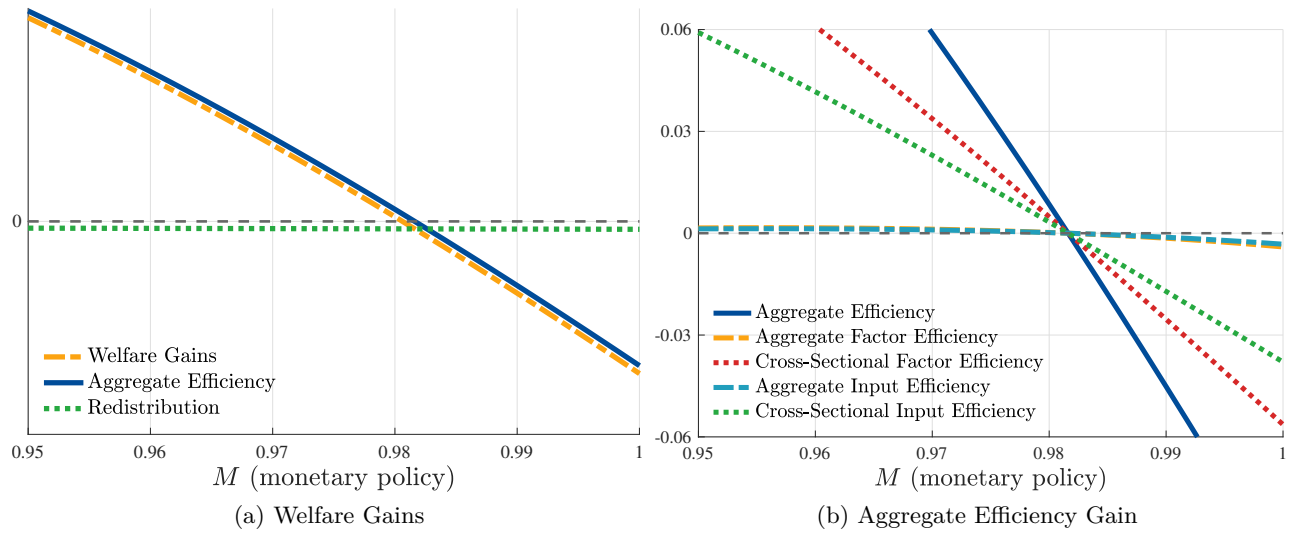 0
0.95
0.96
0.97
0.98
0.99
1
M (monetary policy)
Welfare Gains
Aggregate Efficiency
Redistribution
(a) Welfare Gains
0.06
0.03
0
-0.03
-0.06
0.95
0.96
0.97
0.98
0.99
1
M (monetary policy)
Aggregate Efficiency
Aggregate Factor Efficiency
Cross-Sectional Factor Efficiency
Aggregate Input Efficiency
Cross-Sectional Input Efficiency
(b) Aggregate Efficiency Gain